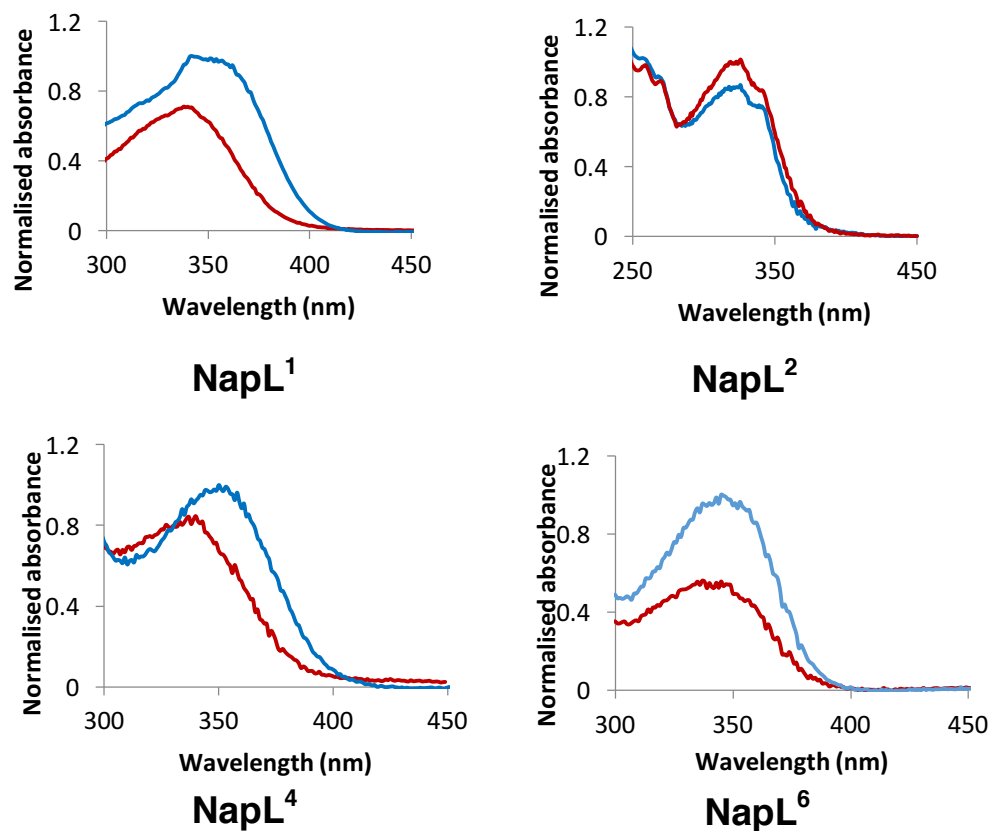 Normalised absorbance
1.2
0.8
0.4
0
300 350 400 450
Wavelength (nm)
NapL¹
Normalised absorbance
1.2
0.8
0.4
0
250 350 450
Wavelength (nm)
NapL²
Normalised absorbance
1.2
0.8
0.4
0
300 350 400 450
Wavelength (nm)
NapL⁴
Normalised absorbance
1.2
0.8
0.4
0
300 350 400 450
Wavelength (nm)
NapL⁶